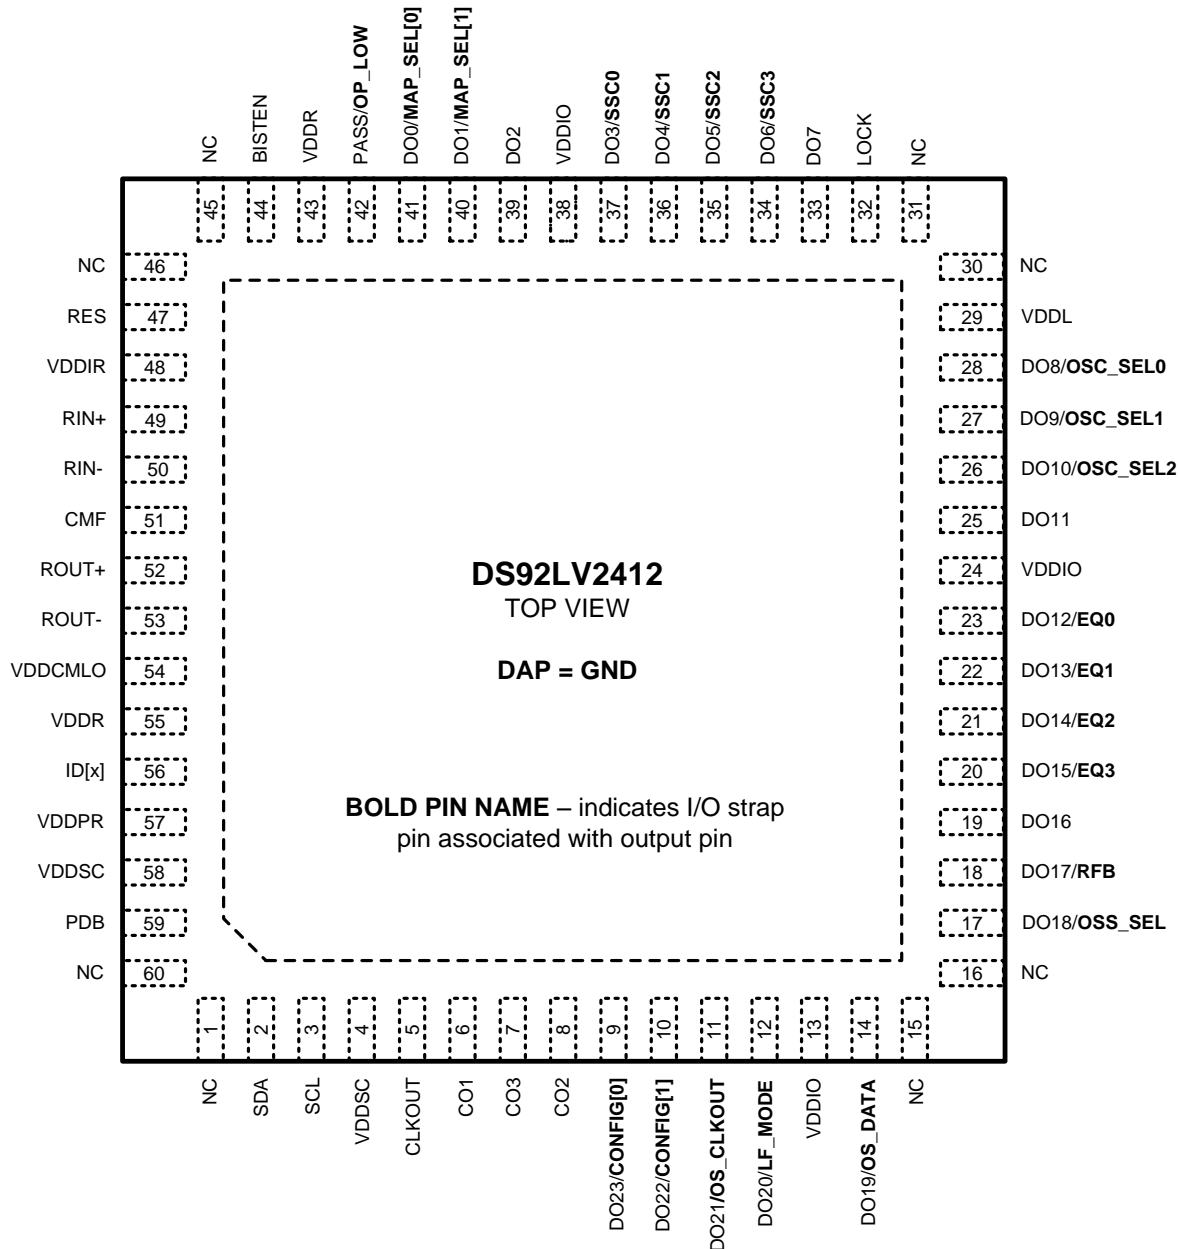 NC
BISTEN
VDDR
PASS/OP_LOW
DO0/MAP_SEL[0]
DO1/MAP_SEL[1]
DO2
VDDIO
DO3/SSC0
DO4/SSC1
DO5/SSC2
DO6/SSC3
DO7
LOCK
NC
45
44
43
42
41
40
39
38
37
36
35
34
33
32
31
NC 46
RES 47
VDDIR 48
RIN+ 49
RIN- 50
CMF 51
ROUT+ 52
ROUT- 53
VDDCMLO 54
VDDR 55
ID[x] 56
VDDPR 57
VDDSC 58
PDB 59
NC 60
DS92LV2412
TOP VIEW
DAP = GND
BOLD PIN NAME – indicates I/O strap
pin associated with output pin
30 NC
29 VDDL
28 DO8/OSC_SEL0
27 DO9/OSC_SEL1
26 DO10/OSC_SEL2
25 DO11
24 VDDIO
23 DO12/EQ0
22 DO13/EQ1
21 DO14/EQ2
20 DO15/EQ3
19 DO16
18 DO17/RFB
17 DO18/OSS_SEL
16 NC
1
2
3
4
5
6
7
8
9
10
11
12
13
14
15
NC
SDA
SCL
VDDSC
CLKOUT
CO1
CO3
CO2
DO23/CONFIG[0]
DO22/CONFIG[1]
DO21/OS_CLKOUT
DO20/LF_MODE
VDDIO
DO19/OS_DATA
NC